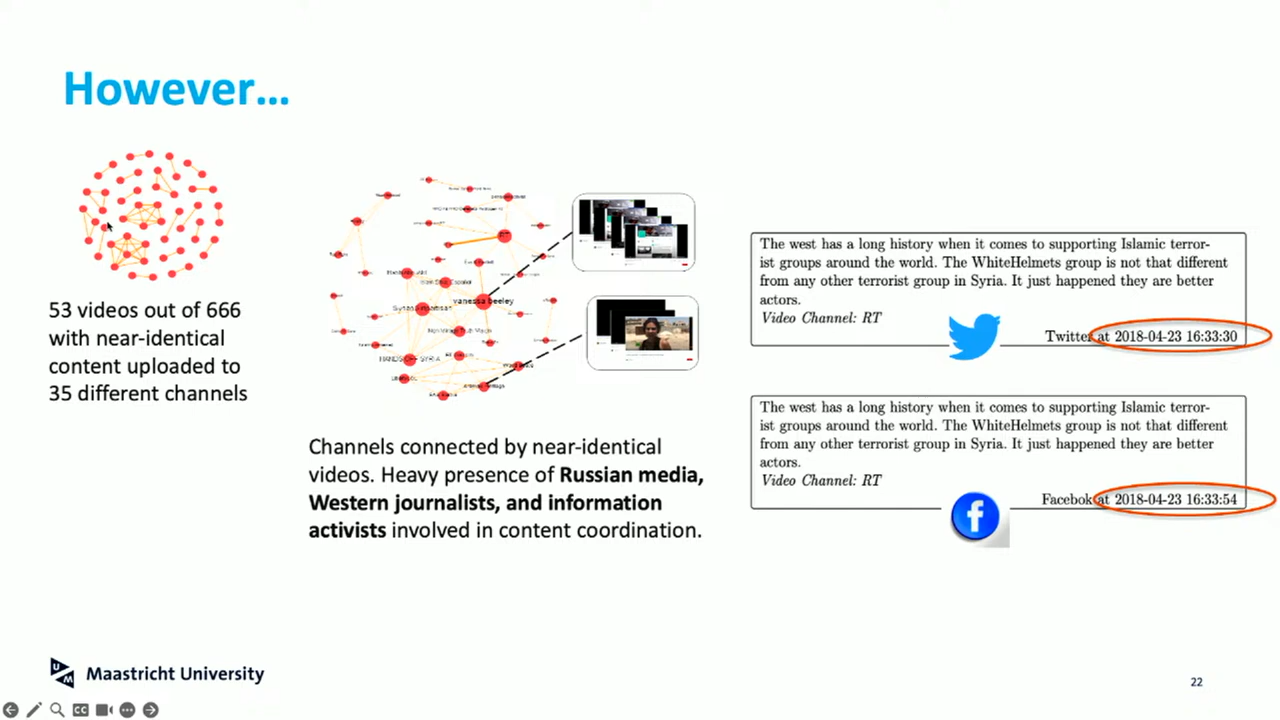 However...
53 videos out of 666
with near-identical
content uploaded to
35 different channels
vanessa beeley
HANDS OFF SYRIA
Channels connected by near-identical
videos. Heavy presence of Russian media,
Western journalists, and information
activists involved in content coordination.
The west has a long history when it comes to supporting Islamic terror-
ist groups around the world. The WhiteHelmets group is not that different
from any other terrorist group in Syria. It just happened they are better
actors.
Video Channel: RT
Twitter at 2018-04-23 16:33:30
The west has a long history when it comes to supporting Islamic terror-
ist groups around the world. The WhiteHelmets group is not that different
from any other terrorist group in Syria. It just happened they are better
actors.
Video Channel: RT
Facebok at 2018-04-23 16:33:54
UM
Maastricht University
22